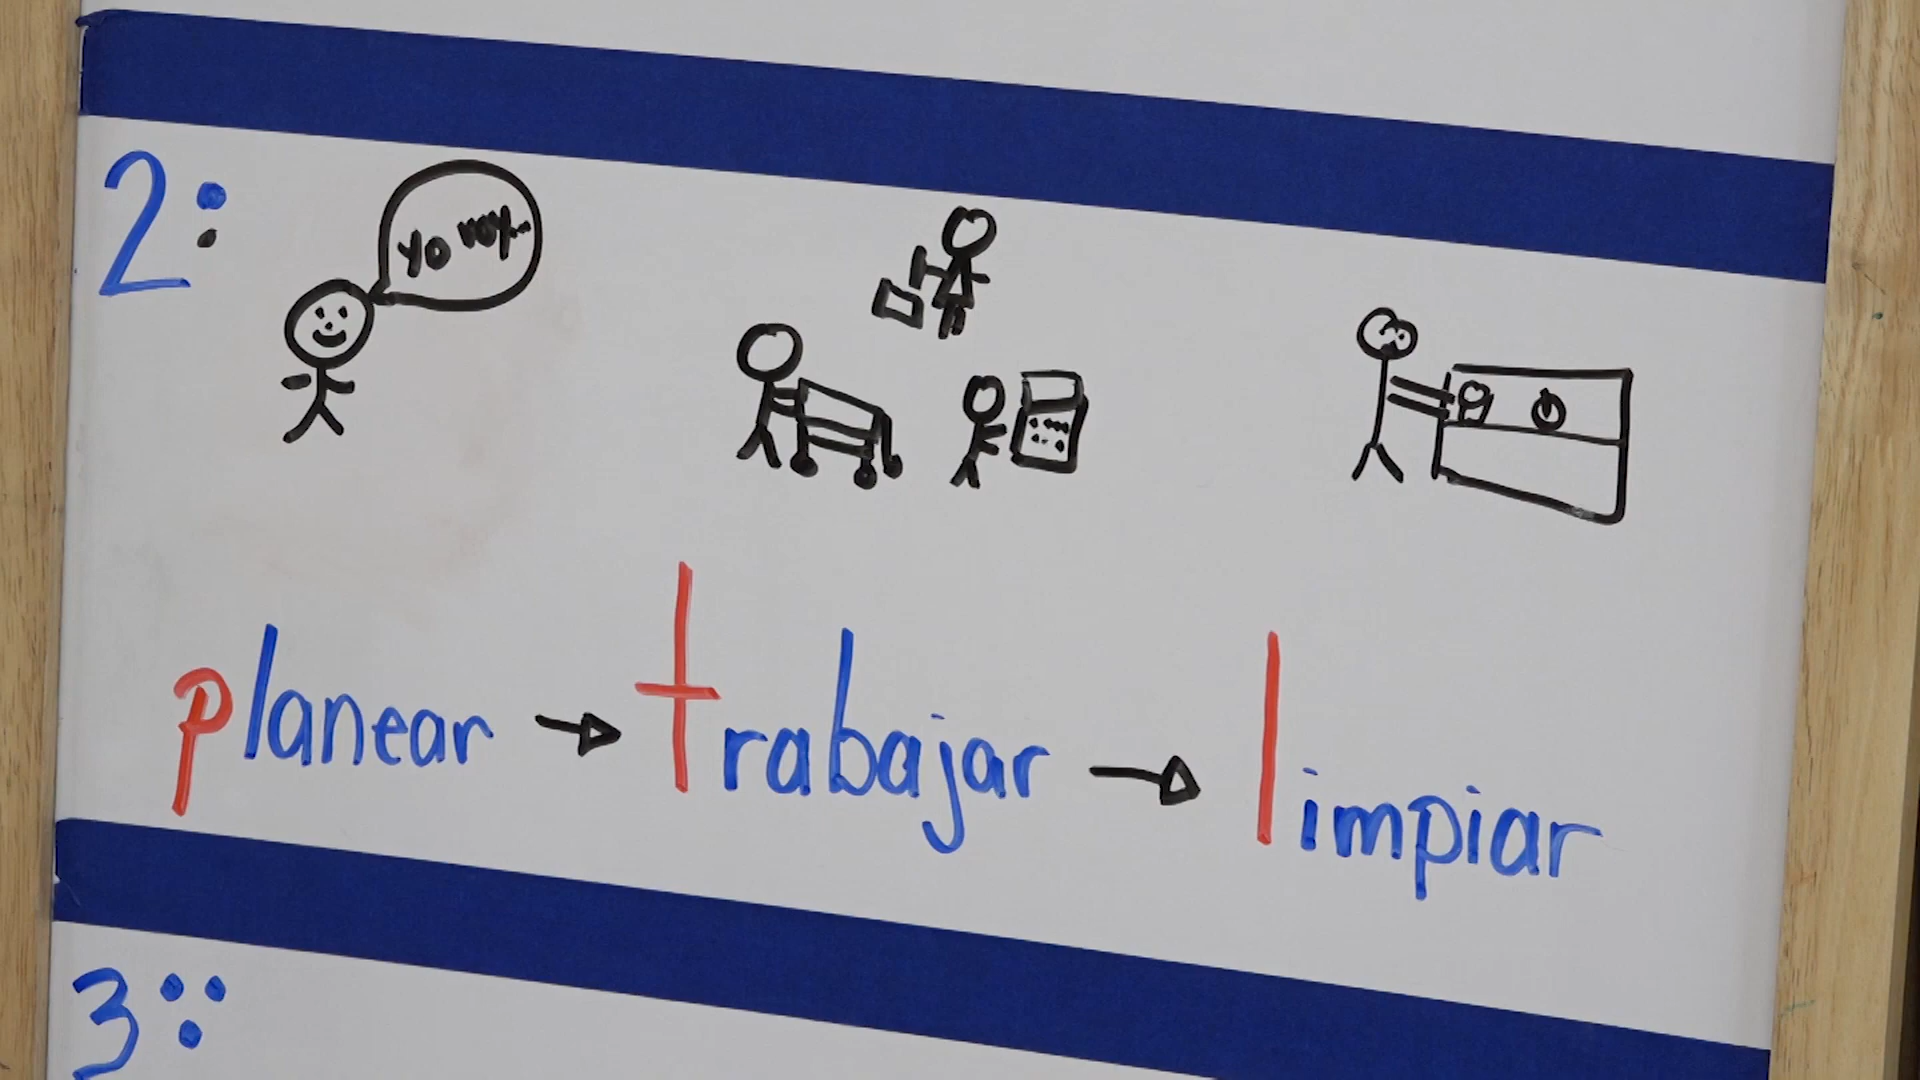 2
yo voy...
planear → trabajar → limpiar
3